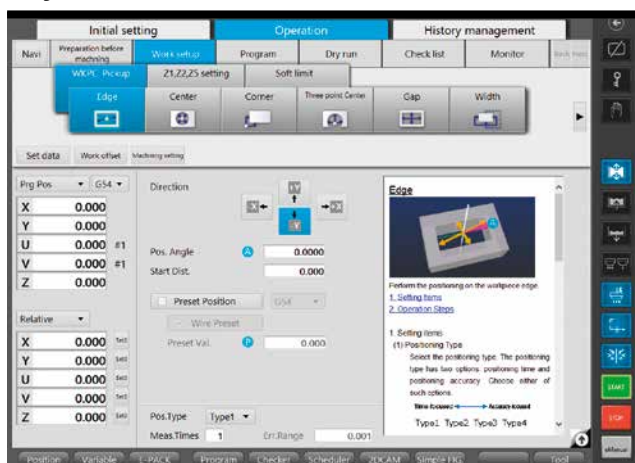 Initial setting
Operation
History management
Navi
Preparation before
machining
Work setup
Program
Dry run
Check list
Monitor
WKPC Pickup
Z1,Z2,Z5 setting
Soft limit
Edge
Center
Corner
Three point Center
Gap
Width
Set data
Work offset
Machining setting
Prg Pos
G54
X 0.000
Y 0.000
U 0.000 #1
V 0.000 #1
Z 0.000
Relative
X 0.000
Y 0.000
U 0.000
V 0.000
Z 0.000
Direction
Pos. Angle A 0.0000
Start Dist. 0.000
Preset Position
G54
Wire Preset
Preset Val. P 0.000
Pos.Type Type1
Meas.Times 1 Err.Range 0.001
Edge
A
Perform the positioning on the workpiece edge.
1. Setting Items
2. Operation Steps
1. Setting Items
(1) Positioning Type
Select the positioning type. The positioning
type has two options: positioning time and
positioning accuracy. Choose either of
such options.
Time-focused Accuracy-focused
Type1 Type2 Type3 Type4
START
STOP
Position
Variable
E-PACK
Program
Checker
Scheduler
2DCAM
Simple HG
Tool